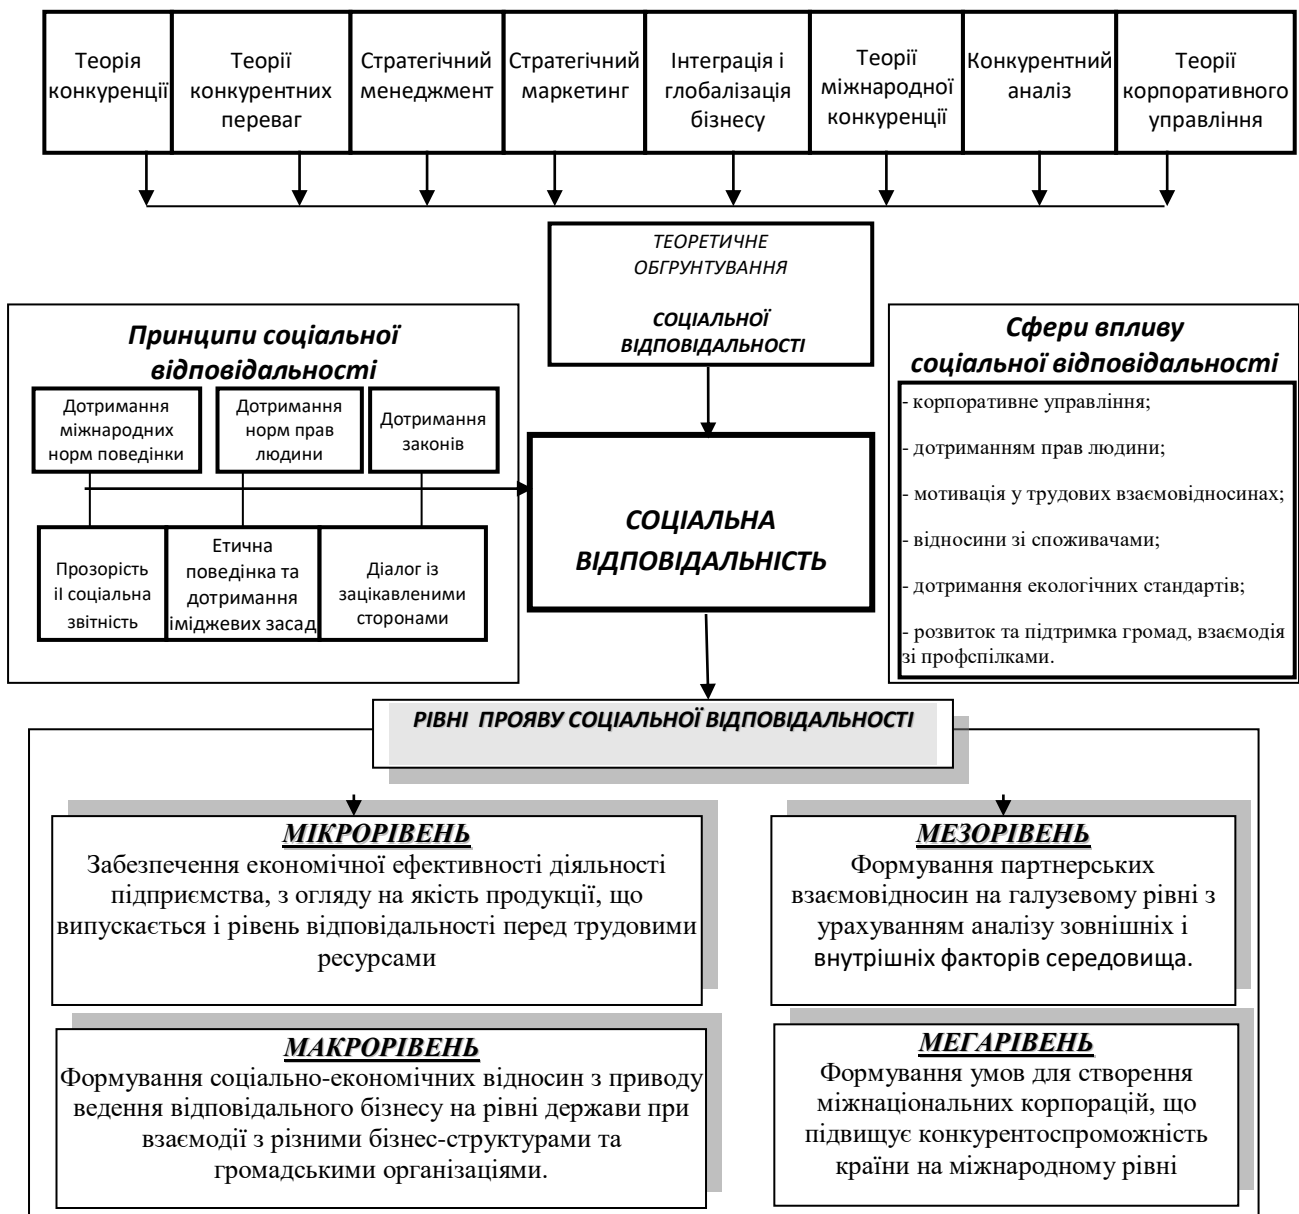 Теорія
конкуренції
Теорії
конкурентних
переваг
Стратегічний
менеджмент
Стратегічний
маркетинг
Інтеграція і
глобалізація
бізнесу
Теорії
міжнародної
конкуренції
Конкурентний
аналіз
Теорії
корпоративного
управління
ТЕОРЕТИЧНЕ
ОБГРУНТУВАННЯ
СОЦІАЛЬНОЇ
ВІДПОВІДАЛЬНОСТІ
Принципи соціальної
відповідальності
Дотримання
міжнародних
норм поведінки
Дотримання
норм прав
людини
Дотримання
законів
Прозорість
iІ соціальна
звітність
Етична
поведінка та
дотримання
іміджевих засад
Діалог із
зацікавленими
сторонами
СОЦІАЛЬНА
ВІДПОВІДАЛЬНІСТЬ
Сфери впливу
соціальної відповідальності
- корпоративне управління;
- дотриманням прав людини;
- мотивація у трудових взаємовідносинах;
- відносини зі споживачами;
- дотримання екологічних стандартів;
- розвиток та підтримка громад, взаємодія
зі профспілками.
РІВНІ ПРОЯВУ СОЦІАЛЬНОЇ ВІДПОВІДАЛЬНОСТІ
МІКРОРІВЕНЬ
Забезпечення економічної ефективності діяльності
підприємства, з огляду на якість продукції, що
випускається і рівень відповідальності перед трудовими
ресурсами
МЕЗОРІВЕНЬ
Формування партнерських
взаємовідносин на галузевому рівні з
урахуванням аналізу зовнішніх і
внутрішніх факторів середовища.
МАКРОРІВЕНЬ
Формування соціально-економічних відносин з приводу
ведення відповідального бізнесу на рівні держави при
взаємодії з різними бізнес-структурами та
громадськими організаціями.
МЕГАРІВЕНЬ
Формування умов для створення
міжнаціональних корпорацій, що
підвищує конкурентоспроможність
країни на міжнародному рівні